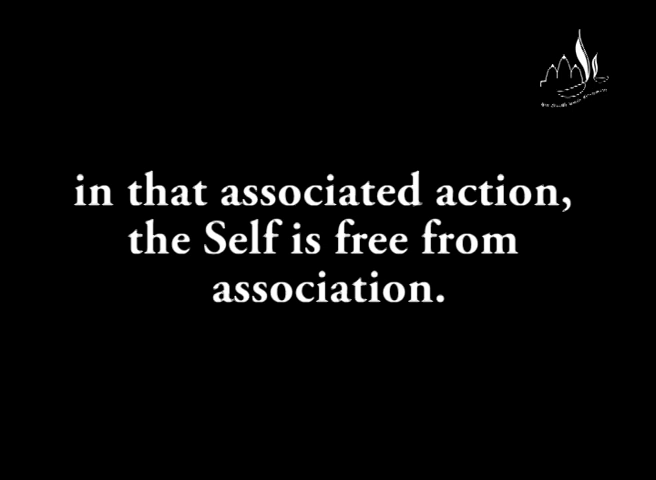 in that associated action,
the Self is free from
association.